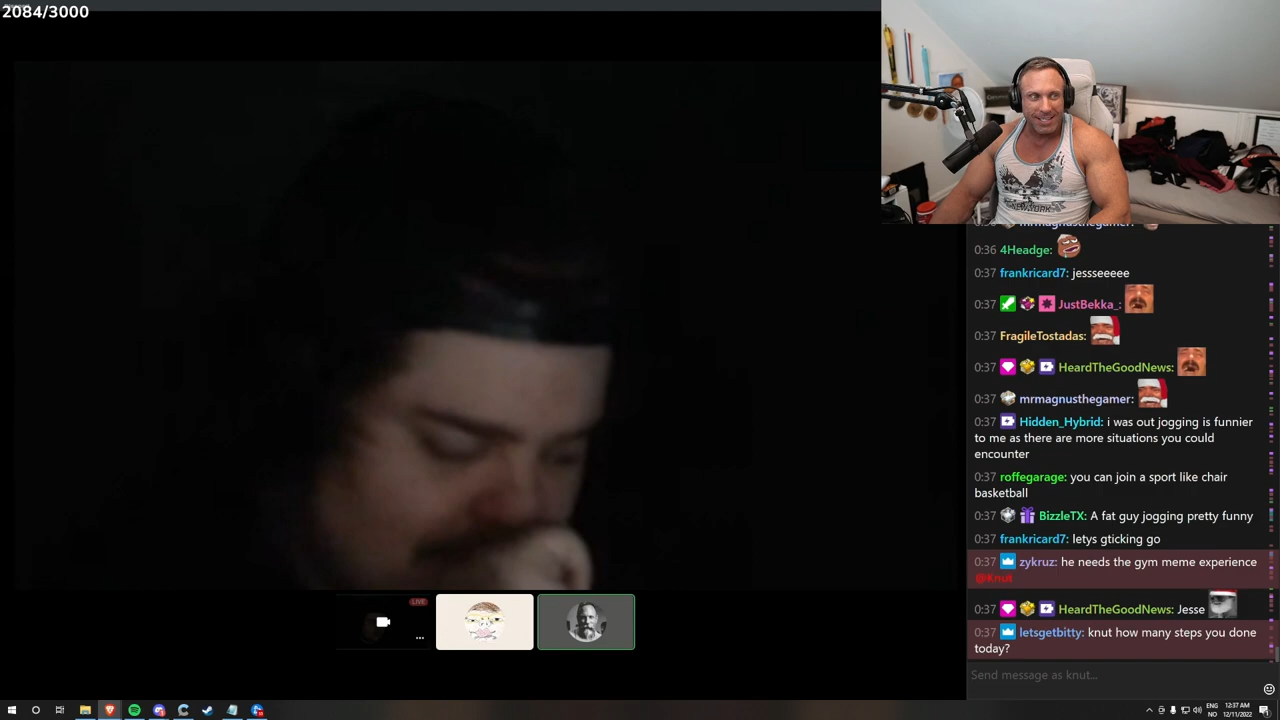 2084/3000
LIVE
NEW YORK
mrmagnusthegamer:
0:36 4Headge:
0:37 frankricard7: jessseeeee
0:37 JustBekka_:
0:37 FragileTostadas:
0:37 HeardTheGoodNews:
0:37 mrmagnusthegamer:
0:37 Hidden_Hybrid: i was out jogging is funnier
to me as there are more situations you could
encounter
0:37 roffegarage: you can join a sport like chair
basketball
0:37 BizzleTX: A fat guy jogging pretty funny
0:37 frankricard7: letys gticking go
0:37 zykruz: he needs the gym meme experience
@Knut
0:37 HeardTheGoodNews: Jesse
0:37 letsgetbitty: knut how many steps you done
today?
Send message as knut...
ENG
NO
12:37 AM
12/11/2022